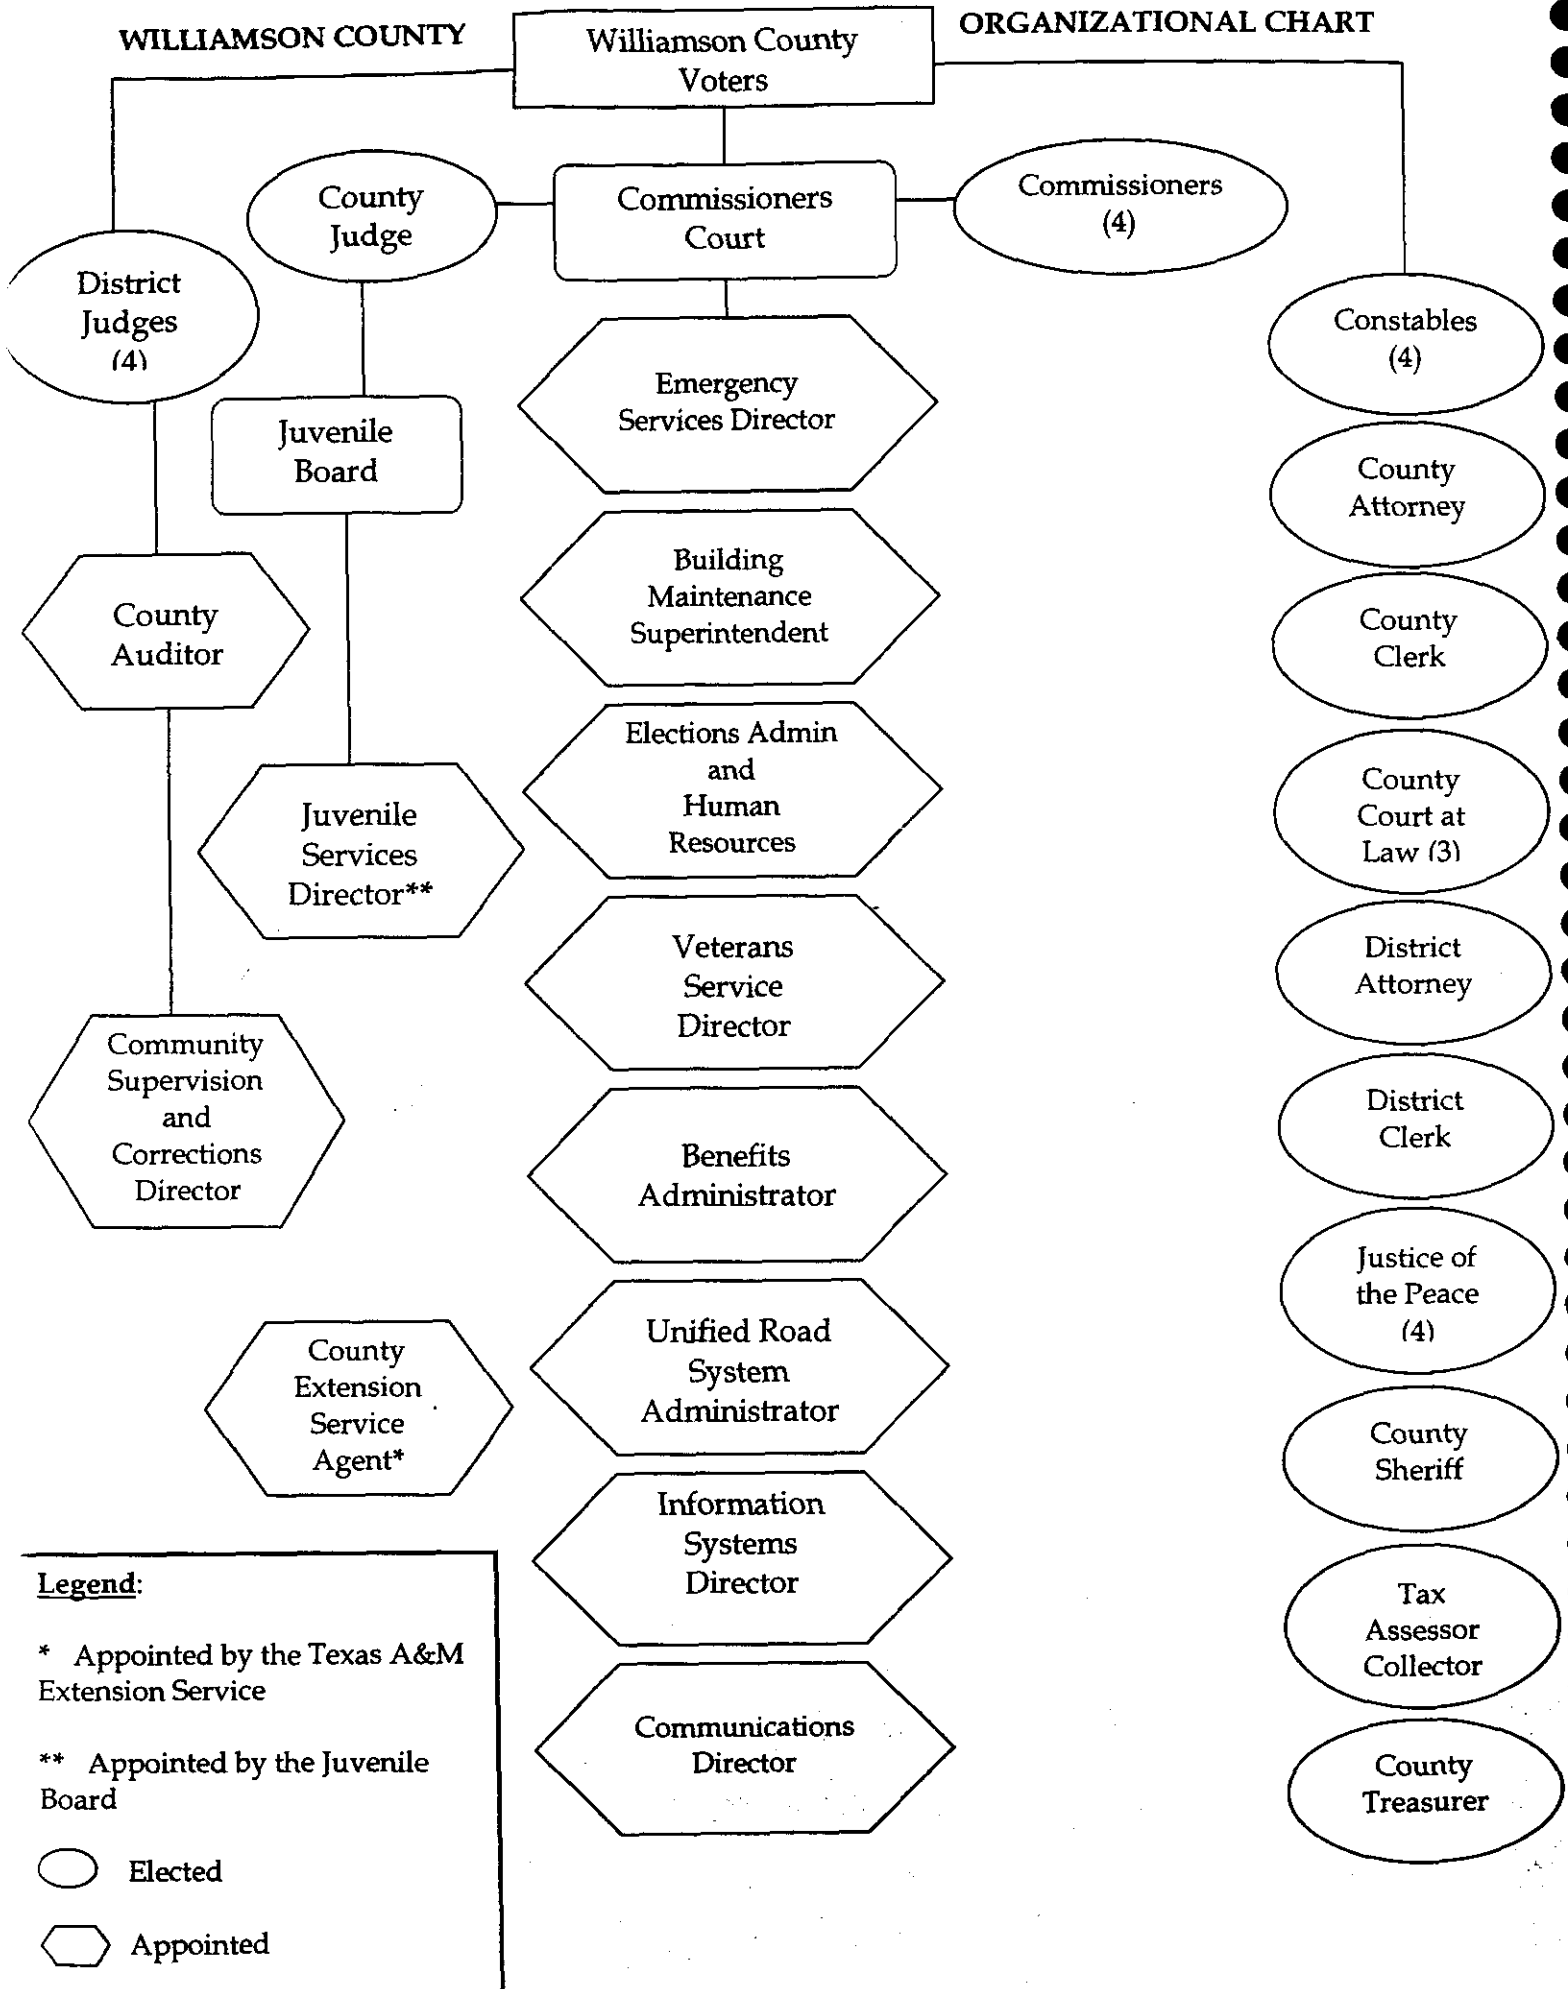 WILLIAMSON COUNTY
ORGANIZATIONAL CHART
Williamson County
Voters
County
Judge
Commissioners
Court
Commissioners
(4)
District
Judges
(4)
Juvenile
Board
County
Auditor
Juvenile
Services
Director**
Community
Supervision
and
Corrections
Director
County
Extension
Service
Agent*
Emergency
Services Director
Building
Maintenance
Superintendent
Elections Admin
and
Human
Resources
Veterans
Service
Director
Benefits
Administrator
Unified Road
System
Administrator
Information
Systems
Director
Communications
Director
Constables
(4)
County
Attorney
County
Clerk
County
Court at
Law (3)
District
Attorney
District
Clerk
Justice of
the Peace
(4)
County
Sheriff
Tax
Assessor
Collector
County
Treasurer
Legend:
* Appointed by the Texas A&M
Extension Service
** Appointed by the Juvenile
Board
Elected
Appointed